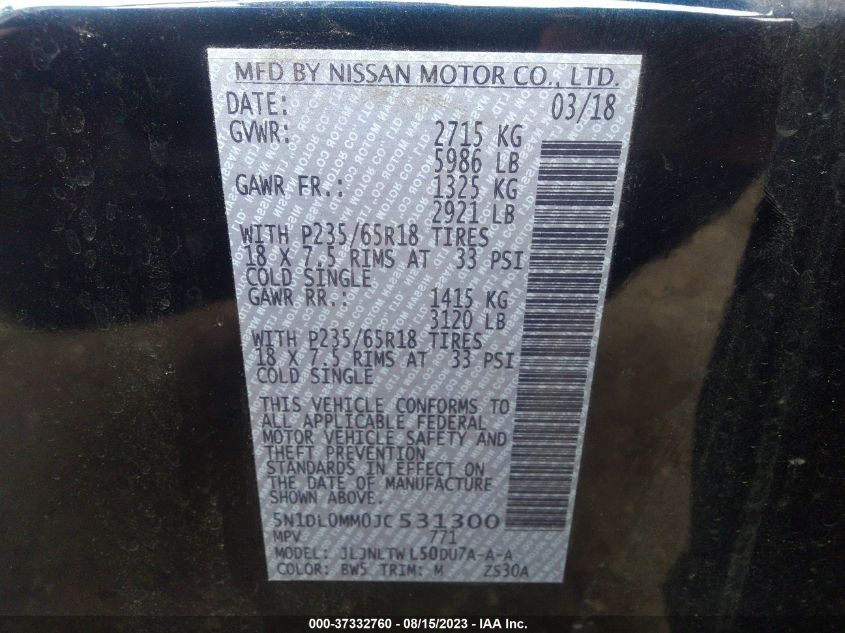 MFD BY NISSAN MOTOR CO., LTD.
DATE: 03/18
GVWR: 2715 KG
5986 LB
GAWR FR.: 1325 KG
2921 LB
WITH P235/65R18 TIRES
18 X 7.5 RIMS AT 33 PSI
COLD SINGLE
GAWR RR.: 1415 KG
3120 LB
WITH P235/65R18 TIRES
18 X 7.5 RIMS AT 33 PSI
COLD SINGLE
THIS VEHICLE CONFORMS TO
ALL APPLICABLE FEDERAL
MOTOR VEHICLE SAFETY AND
THEFT PREVENTION
STANDARDS IN EFFECT ON
THE DATE OF MANUFACTURE
SHOWN ABOVE.
5N1DL0MM0JC531300
MPV 771
MODEL: JLJNLTWL50DU7A-A-A
COLOR: BW5 TRIM: M ZS30A
000-37332760 - 08/15/2023 - IAA Inc.